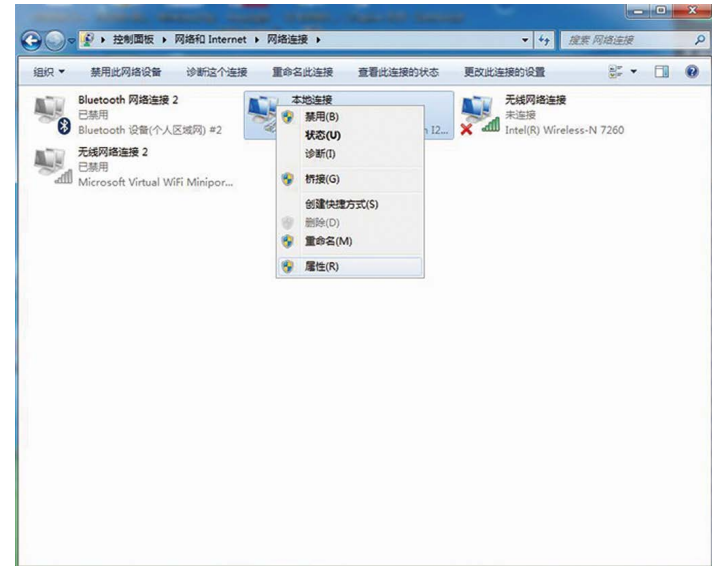 控制面板 ▸ 网络和 Internet ▸ 网络连接 ▸
搜索 网络连接
组织 禁用此网络设备 诊断这个连接 重命名此连接 查看此连接的状态 更改此连接的设置
Bluetooth 网络连接 2
已禁用
Bluetooth 设备(个人区域网) #2
本地连接
n I2...
无线网络连接
未连接
Intel(R) Wireless-N 7260
无线网络连接 2
已禁用
Microsoft Virtual WiFi Minipor...
禁用(B)
状态(U)
诊断(I)
桥接(G)
创建快捷方式(S)
删除(D)
重命名(M)
属性(R)